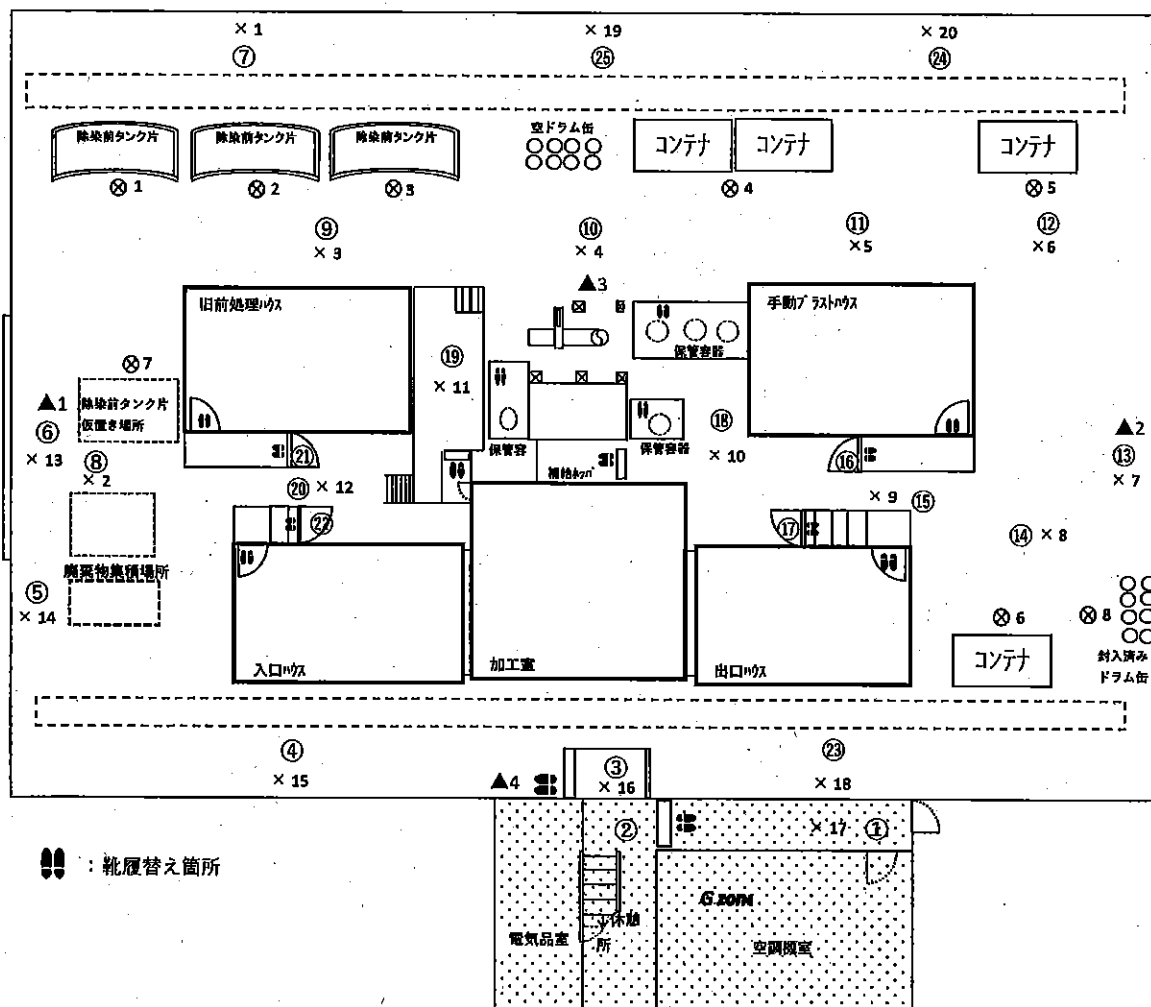 × 1
× 19
× 20
⑦
㉕
㉔
除染前タンク片
除染前タンク片
除染前タンク片
空ドラム缶
コンテナ
コンテナ
コンテナ
⊗ 1
⊗ 2
⊗ 3
⊗ 4
⊗ 5
⑨
× 3
⑩
× 4
⑪
× 5
⑫
× 6
▲3
旧前処理ハウス
手動ブラストハウス
保管容器
⑲
× 11
⊗ 7
除染前タンク片
仮置き場所
▲1
⑥
× 13
⑧
× 2
⑱
× 10
保管容
保管容器
補給ホッパ
▲2
⑬
× 7
㉑
⑯
⑳
× 12
× 9
⑮
㉒
⑰
⑭
× 8
廃棄物集積場所
⑤
× 14
⊗ 6
⊗ 8
コンテナ
封入済み
ドラム缶
入口ハウス
加工室
出口ハウス
④
× 15
③
× 16
▲4
㉓
× 18
②
× 17
①
：靴履替え箇所
G zone
電気品室
休憩
所
空調機室